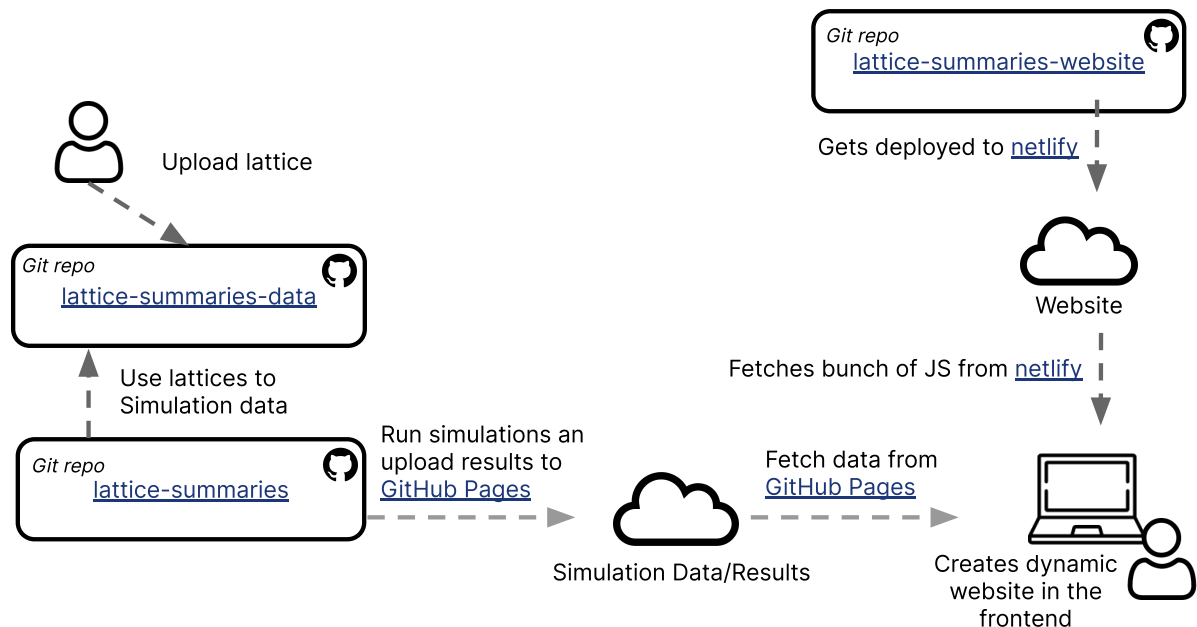 Git repo
lattice-summaries-website
Gets deployed to netlify
Upload lattice
Git repo
lattice-summaries-data
Website
Fetches bunch of JS from netlify
Use lattices to
Simulation data
Git repo
lattice-summaries
Run simulations an
upload results to
GitHub Pages
Fetch data from
GitHub Pages
Simulation Data/Results
Creates dynamic
website in the
frontend